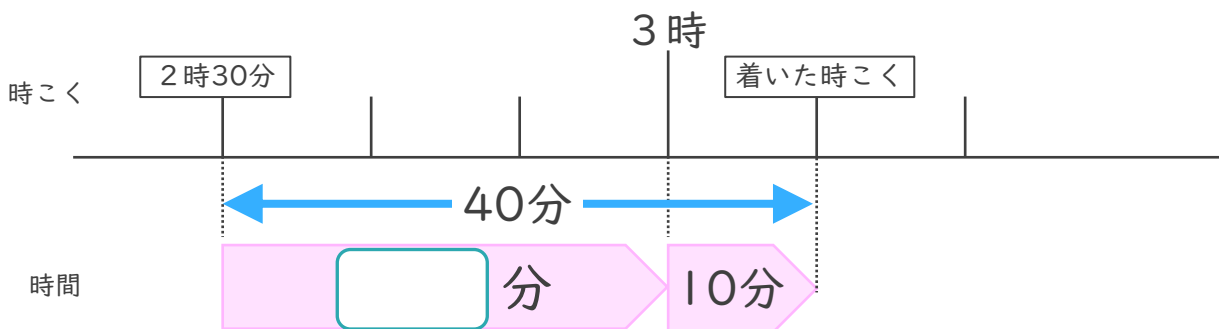 3時
時こく
2時30分
着いた時こく
40分
時間
分
10分